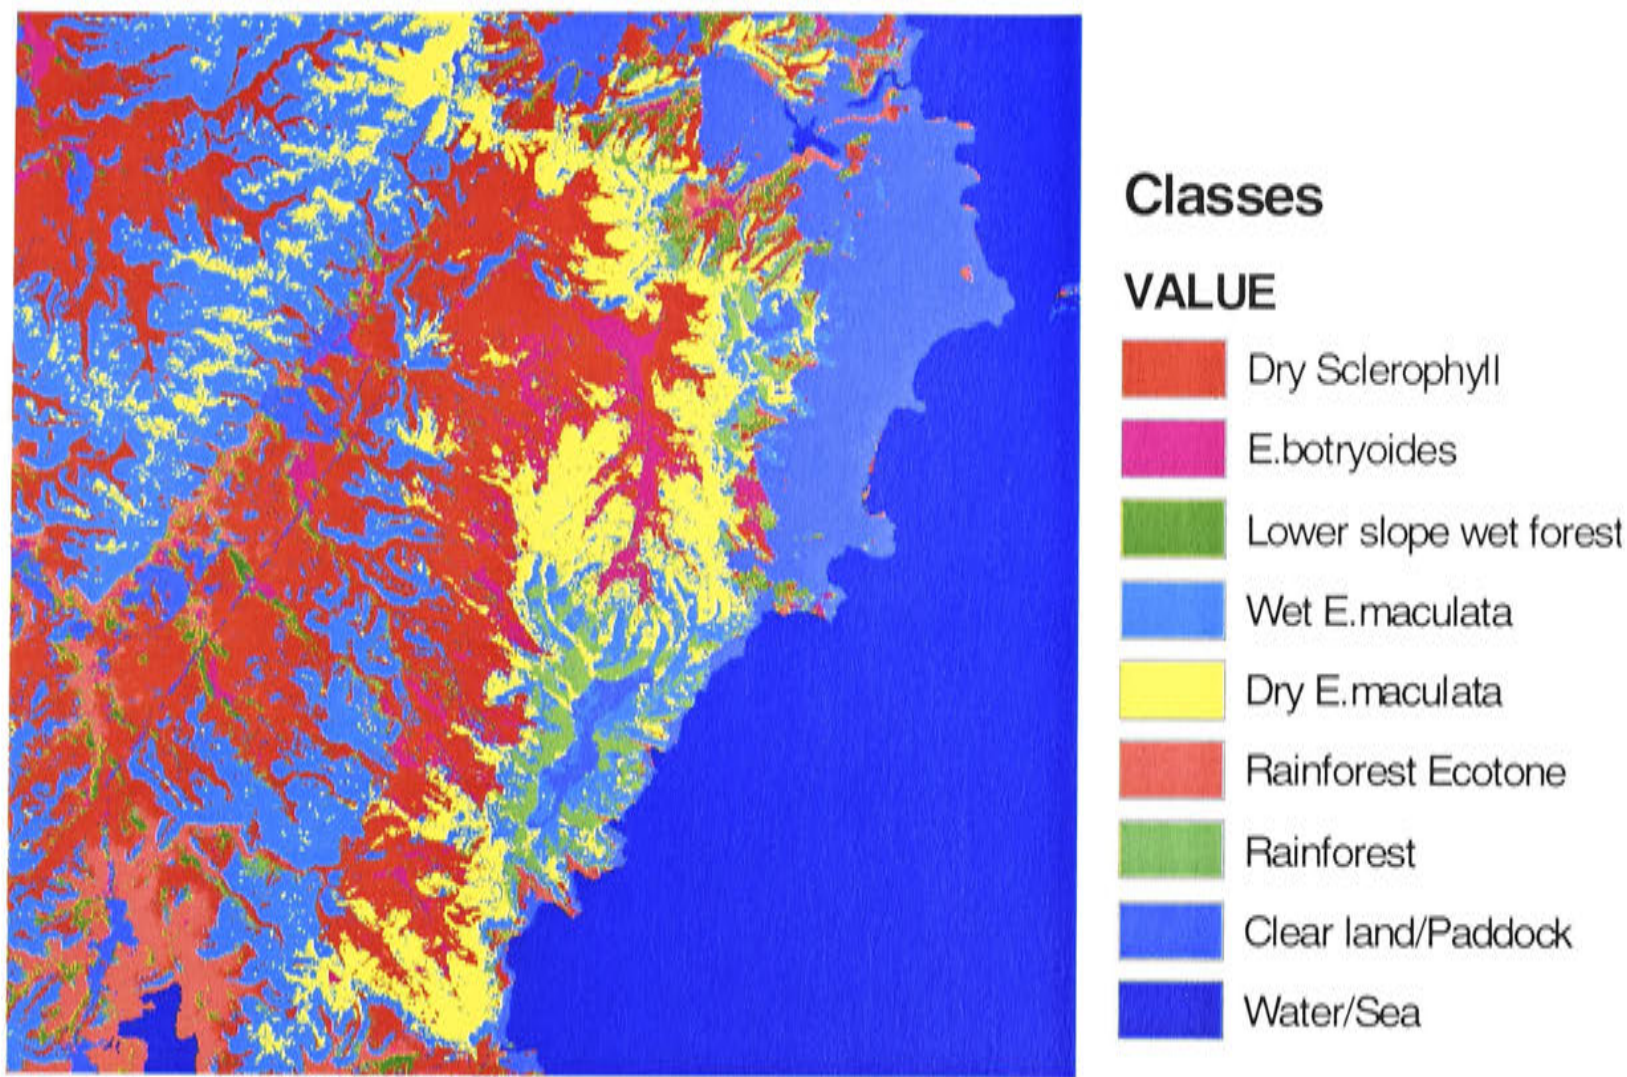 Classes
VALUE
Dry Sclerophyll
E.botryoides
Lower slope wet forest
Wet E.maculata
Dry E.maculata
Rainforest Ecotone
Rainforest
Clear land/Paddock
Water/Sea